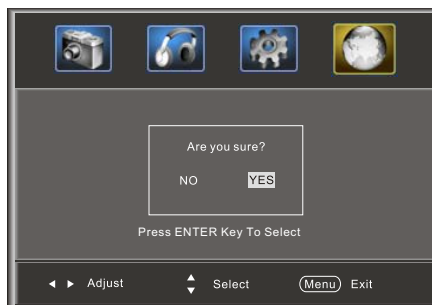 Are you sure?
NO YES
Press ENTER Key To Select
Adjust Select Menu Exit